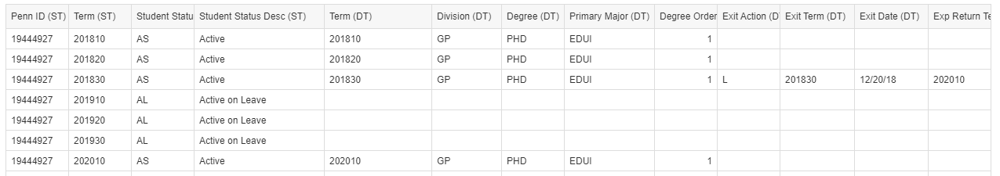 Penn ID (ST) Term (ST) Student Statu Student Status Desc (ST) Term (DT) Division (DT) Degree (DT) Primary Major (DT) Degree Order Exit Action (D Exit Term (DT) Exit Date (DT) Exp Return Te
19444927 201810 AS Active 201810 GP PHD EDUI 1
19444927 201820 AS Active 201820 GP PHD EDUI 1
19444927 201830 AS Active 201830 GP PHD EDUI 1 L 201830 12/20/18 202010
19444927 201910 AL Active on Leave
19444927 201920 AL Active on Leave
19444927 201930 AL Active on Leave
19444927 202010 AS Active 202010 GP PHD EDUI 1